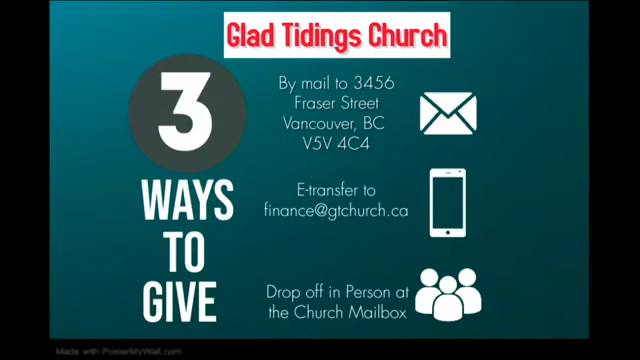 Glad Tidings Church
3
WAYS
TO
GIVE
By mail to 3456
Fraser Street
Vancouver, BC
V5V 4C4
E-transfer to
finance@gtchurch.ca
Drop off in Person at
the Church Mailbox
Made with PosterMyWall.com